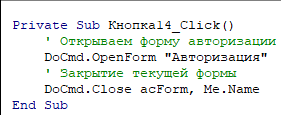 Private Sub Кнопка14_Click()
    ' Открываем форму авторизации
    DoCmd.OpenForm "Авторизация"
    ' Закрытие текущей формы
    DoCmd.Close acForm, Me.Name
End Sub